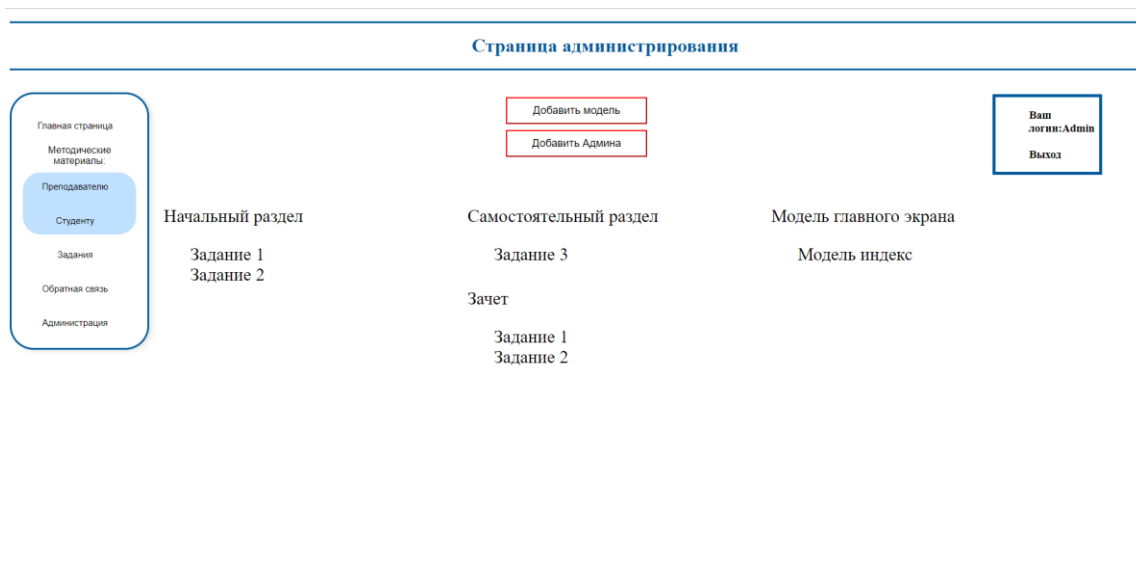 Страница администрирования
Главная страница
Методические
материалы:
Преподавателю
Студенту
Задания
Обратная связь
Администрация
Добавить модель
Добавить Админа
Ваш
логин:Admin
Выход
Начальный раздел
Задание 1
Задание 2
Самостоятельный раздел
Задание 3
Зачет
Задание 1
Задание 2
Модель главного экрана
Модель индекс